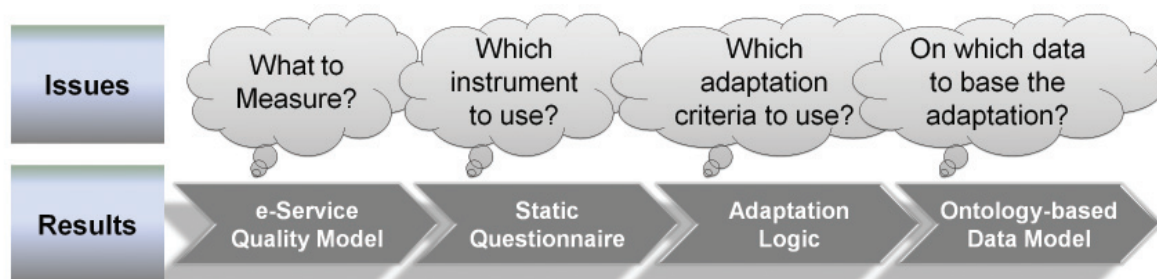 Issues
What to
Measure?
Which
instrument
to use?
Which
adaptation
criteria to use?
On which data
to base the
adaptation?
Results
e-Service
Quality Model
Static
Questionnaire
Adaptation
Logic
Ontology-based
Data Model